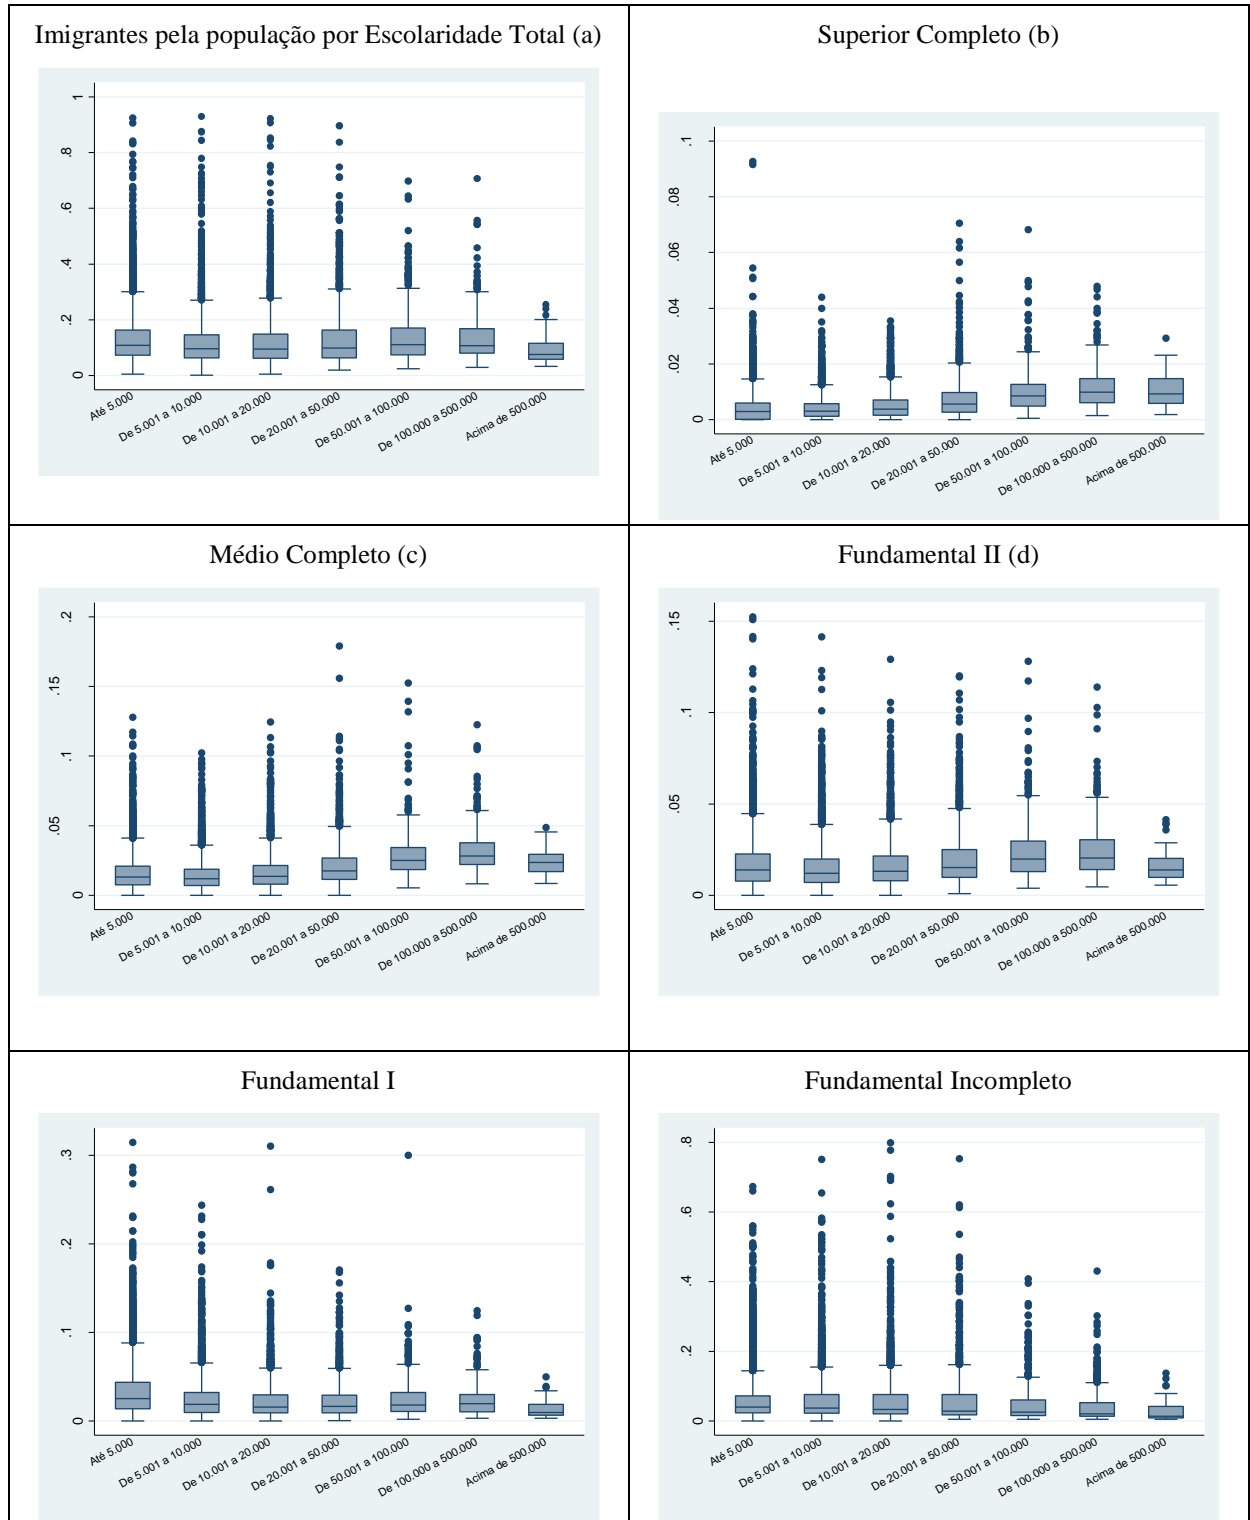 Imigrantes pela população por Escolaridade Total (a)
1
.8
.6
.4
.2
0
Até 5.000
De 5.001 a 10.000
De 10.001 a 20.000
De 20.001 a 50.000
De 50.001 a 100.000
De 100.000 a 500.000
Acima de 500.000
Superior Completo (b)
.1
.08
.06
.04
.02
0
Até 5.000
De 5.001 a 10.000
De 10.001 a 20.000
De 20.001 a 50.000
De 50.001 a 100.000
De 100.000 a 500.000
Acima de 500.000
Médio Completo (c)
.2
.15
.1
.05
0
Até 5.000
De 5.001 a 10.000
De 10.001 a 20.000
De 20.001 a 50.000
De 50.001 a 100.000
De 100.000 a 500.000
Acima de 500.000
Fundamental II (d)
.15
.1
.05
0
Até 5.000
De 5.001 a 10.000
De 10.001 a 20.000
De 20.001 a 50.000
De 50.001 a 100.000
De 100.000 a 500.000
Acima de 500.000
Fundamental I
.3
.2
.1
0
Até 5.000
De 5.001 a 10.000
De 10.001 a 20.000
De 20.001 a 50.000
De 50.001 a 100.000
De 100.000 a 500.000
Acima de 500.000
Fundamental Incompleto
.8
.6
.4
.2
0
Até 5.000
De 5.001 a 10.000
De 10.001 a 20.000
De 20.001 a 50.000
De 50.001 a 100.000
De 100.000 a 500.000
Acima de 500.000